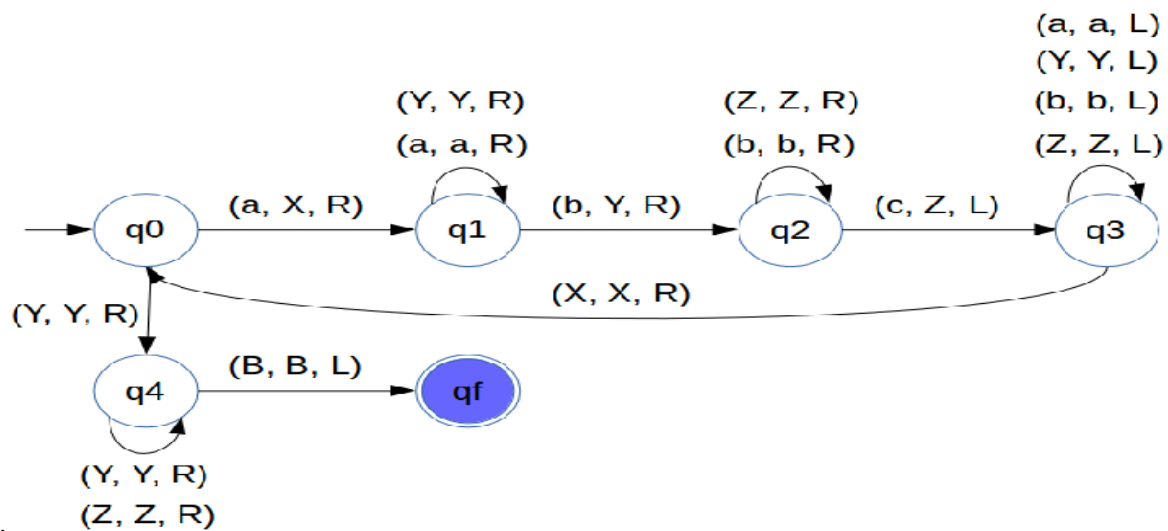 (a, a, L)
(Y, Y, L)
(Y, Y, R) (Z, Z, R) (b, b, L)
(a, a, R) (b, b, R) (Z, Z, L)
q0 (a, X, R) q1 (b, Y, R) q2 (c, Z, L) q3
(X, X, R)
(Y, Y, R)
q4 (B, B, L) qf
(Y, Y, R)
(Z, Z, R)